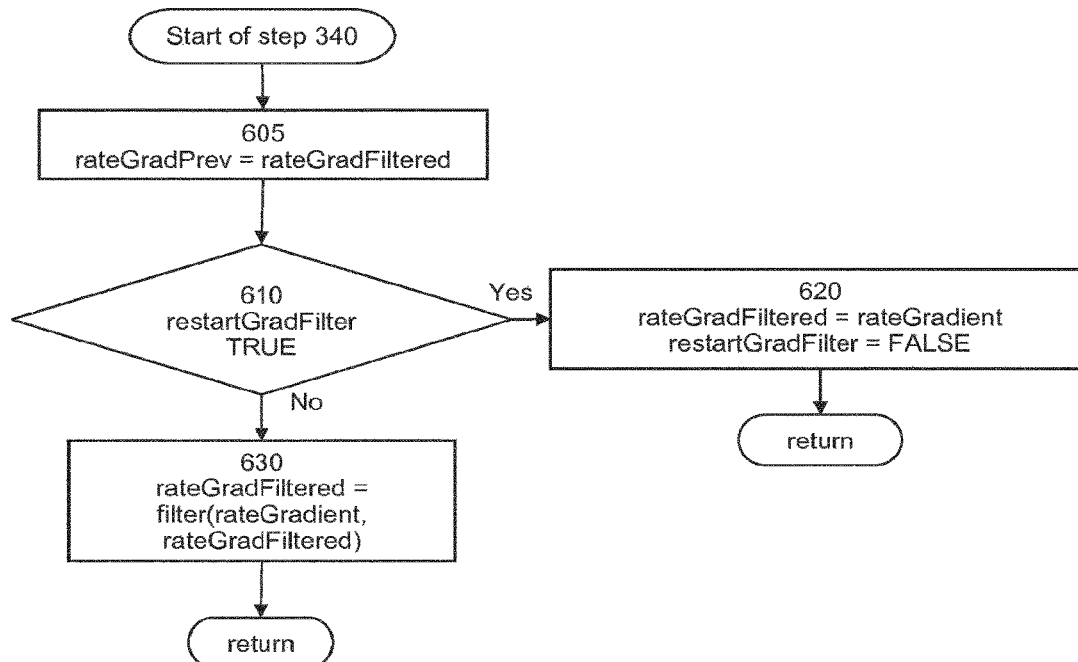 Start of step 340
605
rateGradPrev = rateGradFiltered
610
restartGradFilter
TRUE
Yes
620
rateGradFiltered = rateGradient
restartGradFilter = FALSE
return
No
630
rateGradFiltered =
filter(rateGradient,
rateGradFiltered)
return